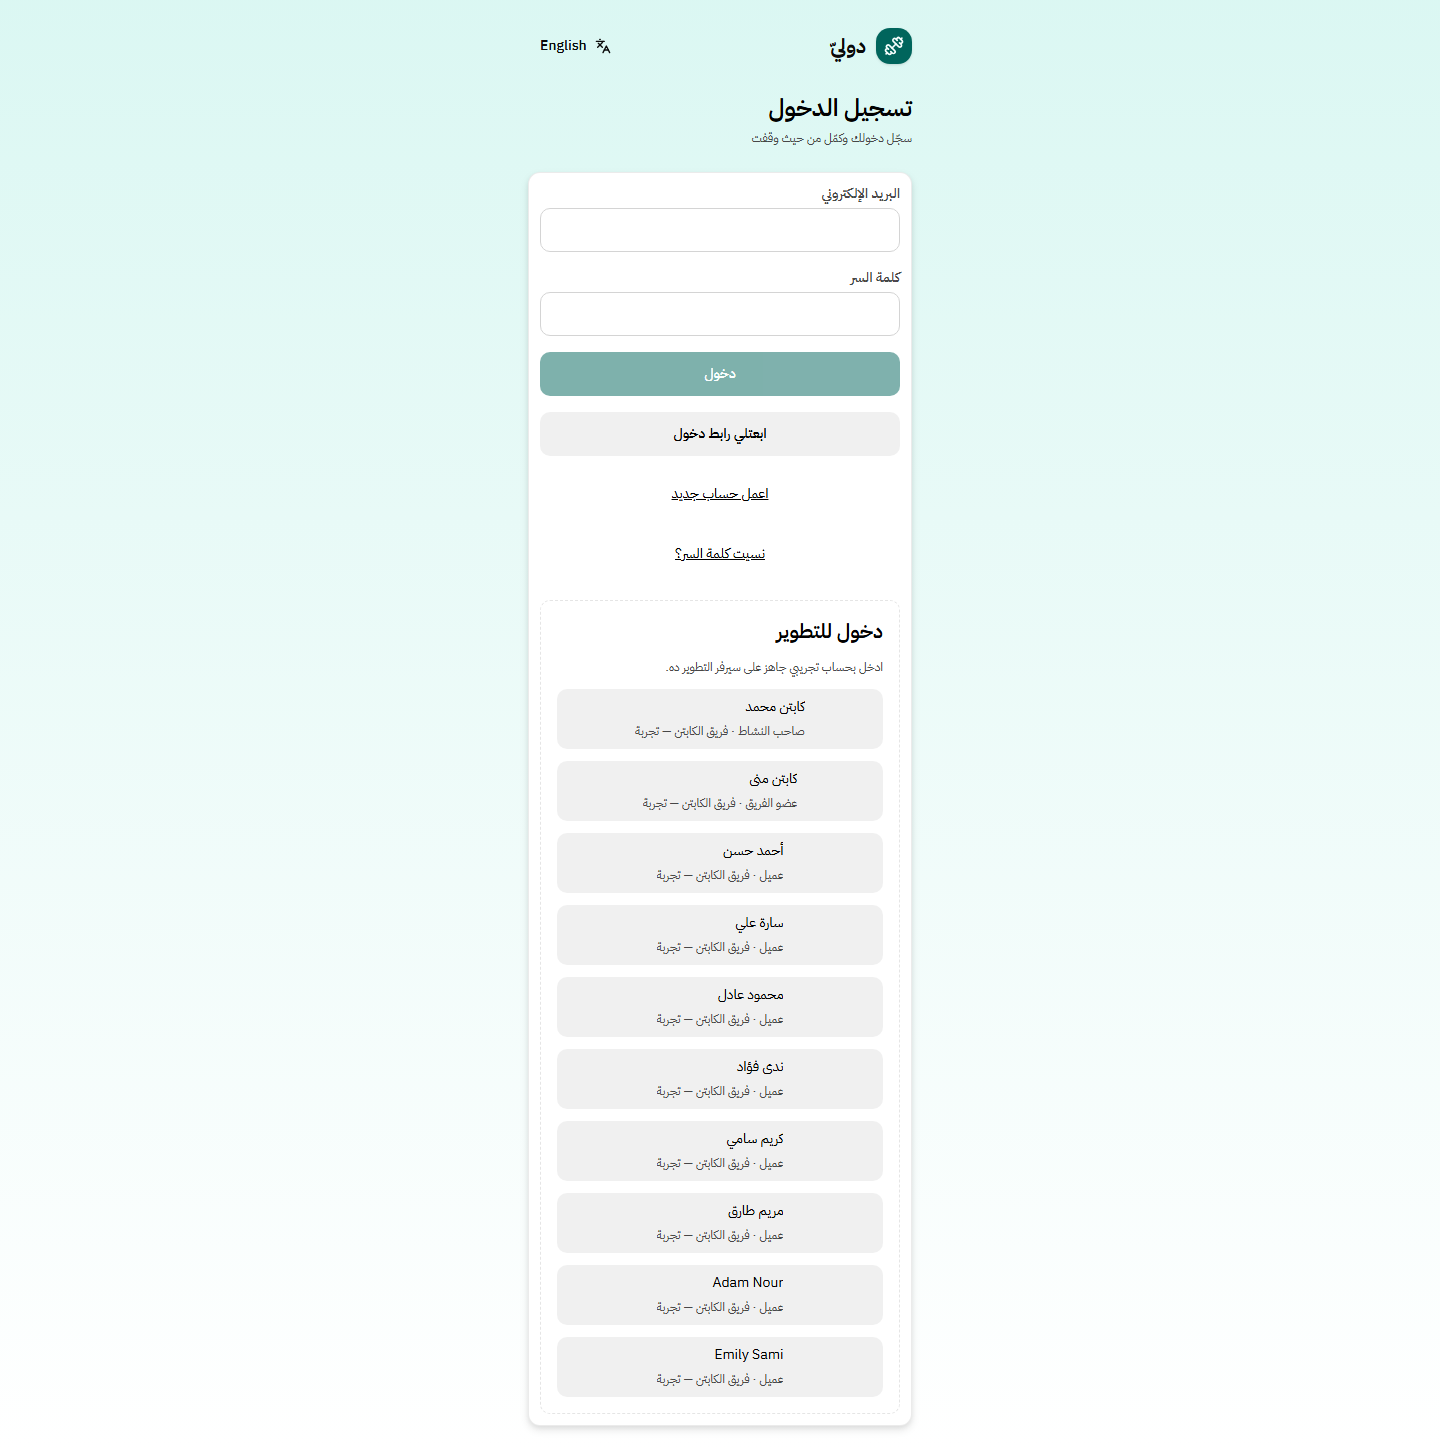 دوليّ
English
تسجيل الدخول
سجّل دخولك وكمّل من حيث وقفت
البريد الإلكتروني
كلمة السر
دخول
ابعتلي رابط دخول
اعمل حساب جديد
نسيت كلمة السر؟
دخول للتطوير
ادخل بحساب تجريبي جاهز على سيرفر التطوير ده.
كابتن محمد
صاحب النشاط · فريق الكابتن — تجربة
كابتن منى
عضو الفريق · فريق الكابتن — تجربة
أحمد حسن
عميل · فريق الكابتن — تجربة
سارة علي
عميل · فريق الكابتن — تجربة
محمود عادل
عميل · فريق الكابتن — تجربة
ندى فؤاد
عميل · فريق الكابتن — تجربة
كريم سامي
عميل · فريق الكابتن — تجربة
مريم طارق
عميل · فريق الكابتن — تجربة
Adam Nour
عميل · فريق الكابتن — تجربة
Emily Sami
عميل · فريق الكابتن — تجربة